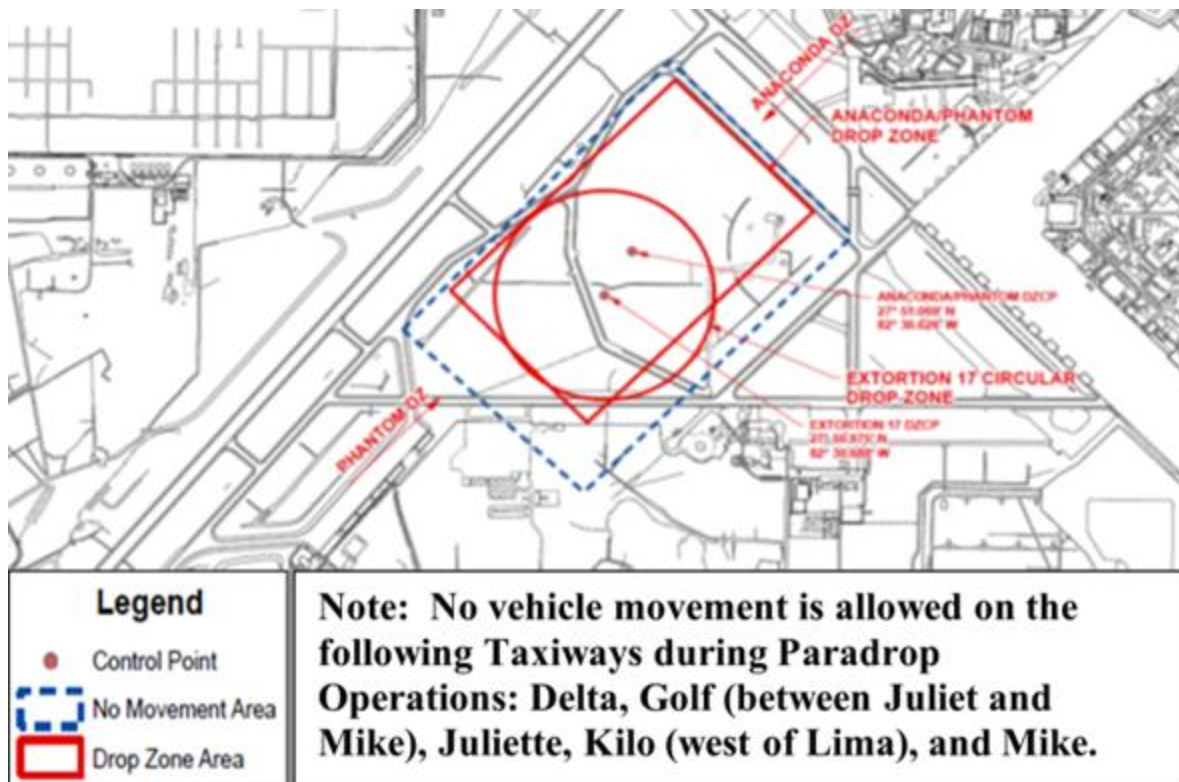 ANACONDA DZ
ANACONDA/PHANTOM
DROP ZONE
ANACONDA/PHANTOM DZCP
EXTORTION 17 CIRCULAR
DROP ZONE
EXTORTION 17 DZCP
PHANTOM DZ
Legend
Control Point
No Movement Area
Drop Zone Area
Note: No vehicle movement is allowed on the
following Taxiways during Paradrop
Operations: Delta, Golf (between Juliet and
Mike), Juliette, Kilo (west of Lima), and Mike.